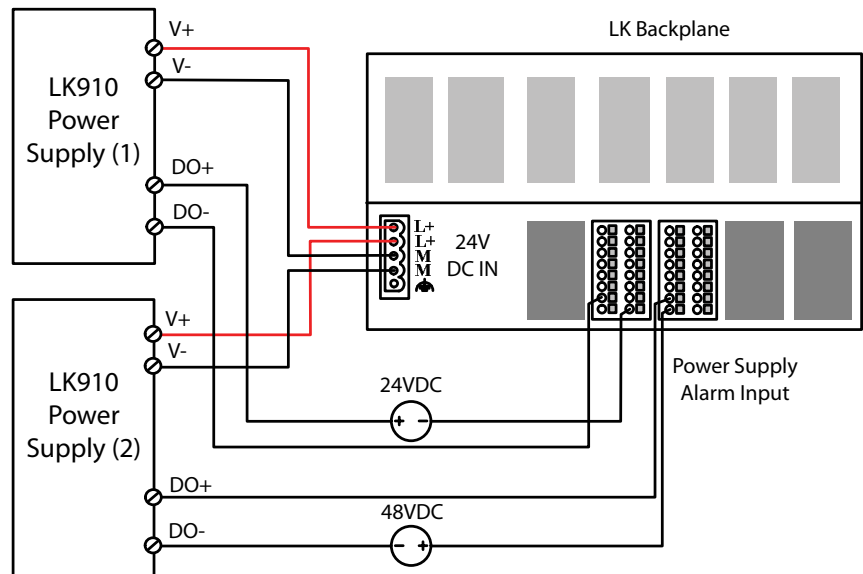 LK Backplane
V+
V-
LK910
Power
Supply (1)
DO+
DO-
L+
L+
M
M
24V
DC IN
V+
V-
LK910
Power
Supply (2)
24VDC
+ -
Power Supply
Alarm Input
DO+
DO-
48VDC
- +